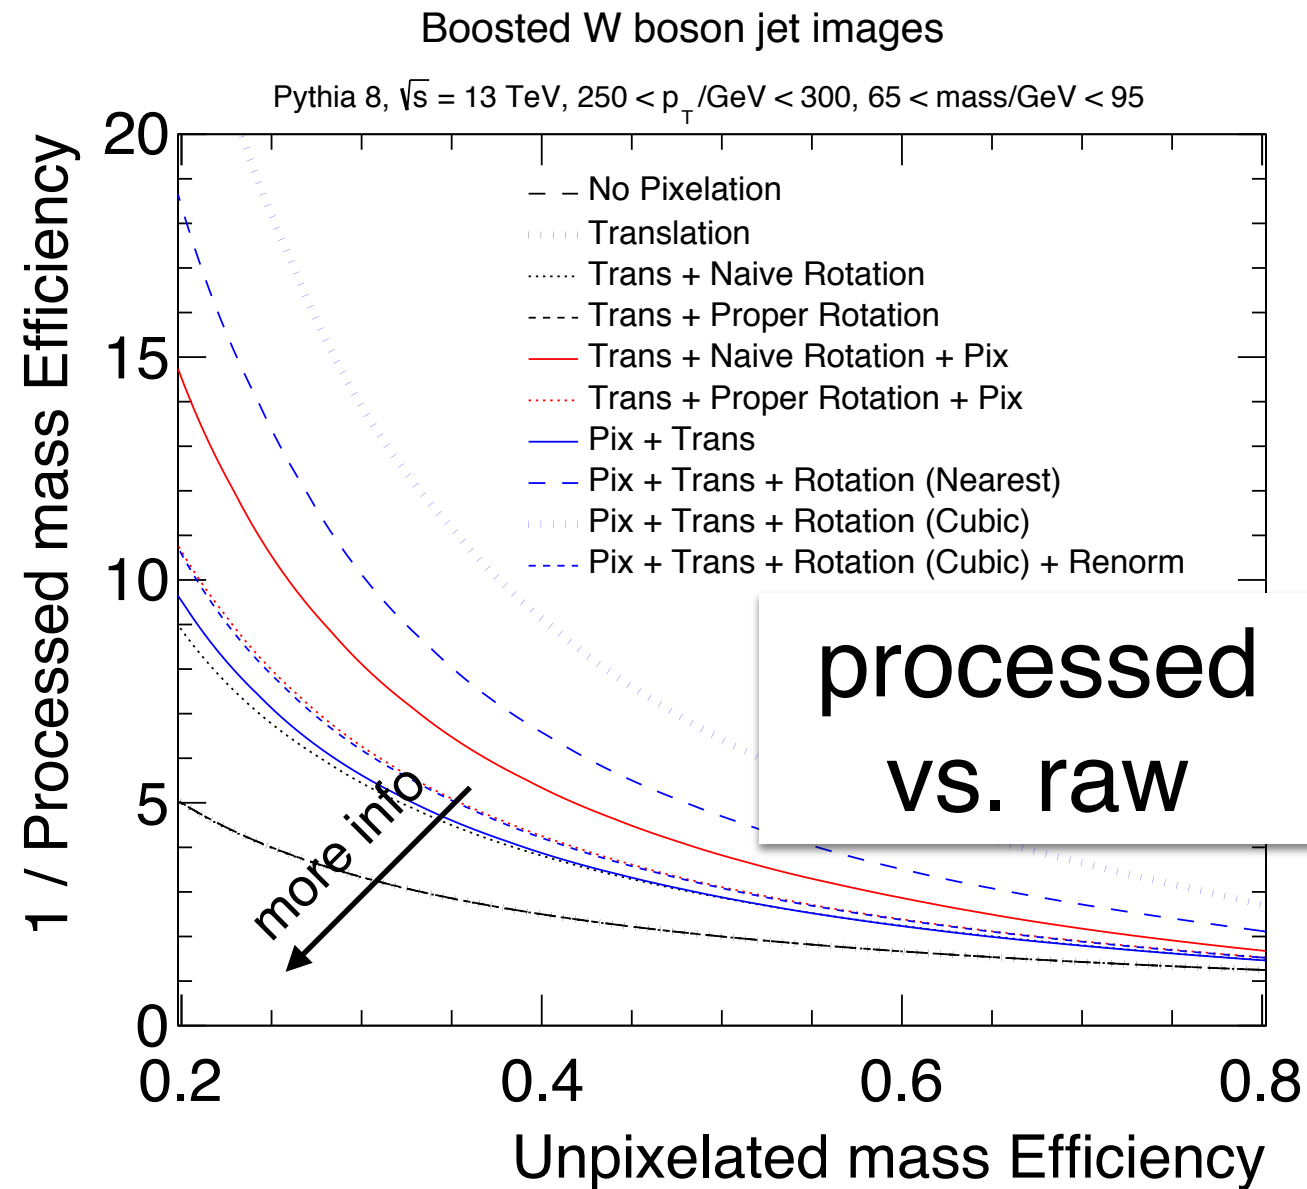 Boosted W boson jet images
Pythia 8, √s = 13 TeV, 250 < p_T/GeV < 300, 65 < mass/GeV < 95
1 / Processed mass Efficiency
20
15
10
5
0
No Pixelation
Translation
Trans + Naive Rotation
Trans + Proper Rotation
Trans + Naive Rotation + Pix
Trans + Proper Rotation + Pix
Pix + Trans
Pix + Trans + Rotation (Nearest)
Pix + Trans + Rotation (Cubic)
Pix + Trans + Rotation (Cubic) + Renorm
processed
vs. raw
more info
0.2 0.4 0.6 0.8
Unpixelated mass Efficiency